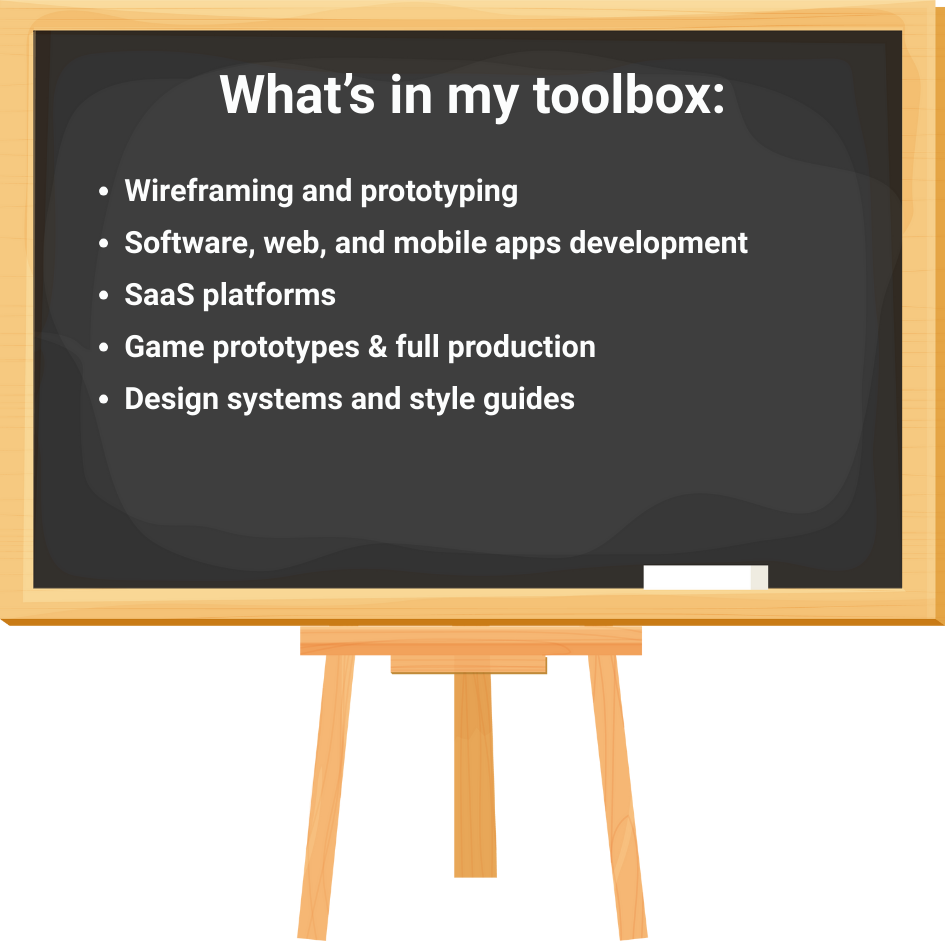 What’s in my toolbox:
• Wireframing and prototyping
• Software, web, and mobile apps development
• SaaS platforms
• Game prototypes & full production
• Design systems and style guides